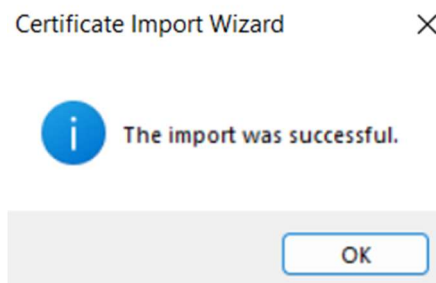 Certificate Import Wizard
The import was successful.
OK